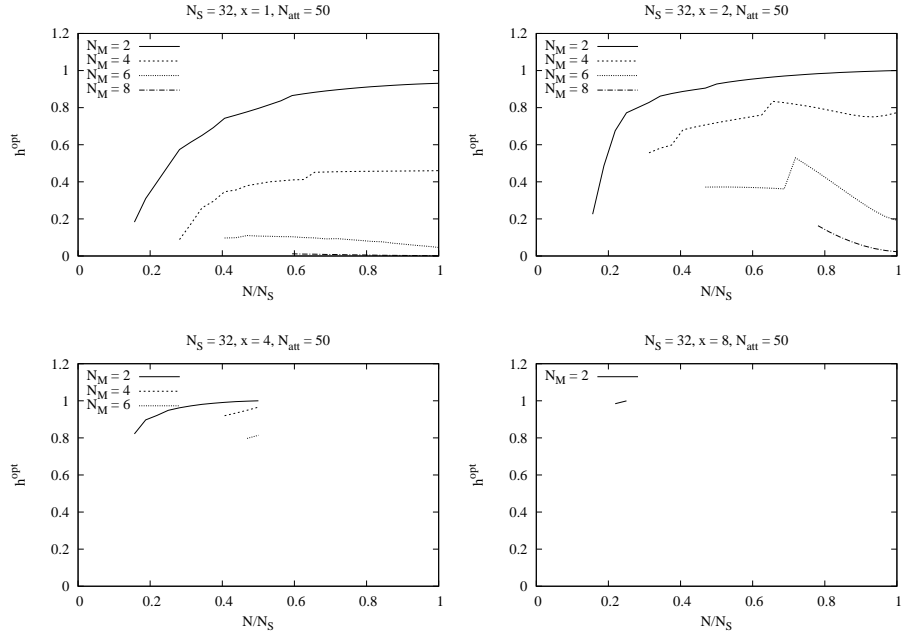 N_S = 32, x = 1, N_att = 50
1.2
1
0.8
0.6
0.4
0.2
0
h^opt
N_M = 2
N_M = 4
N_M = 6
N_M = 8
0 0.2 0.4 0.6 0.8 1
N/N_S
N_S = 32, x = 2, N_att = 50
1.2
1
0.8
0.6
0.4
0.2
0
h^opt
N_M = 2
N_M = 4
N_M = 6
N_M = 8
0 0.2 0.4 0.6 0.8 1
N/N_S
N_S = 32, x = 4, N_att = 50
1.2
1
0.8
0.6
0.4
0.2
0
h^opt
N_M = 2
N_M = 4
N_M = 6
0 0.2 0.4 0.6 0.8 1
N/N_S
N_S = 32, x = 8, N_att = 50
1.2
1
0.8
0.6
0.4
0.2
0
h^opt
N_M = 2
0 0.2 0.4 0.6 0.8 1
N/N_S